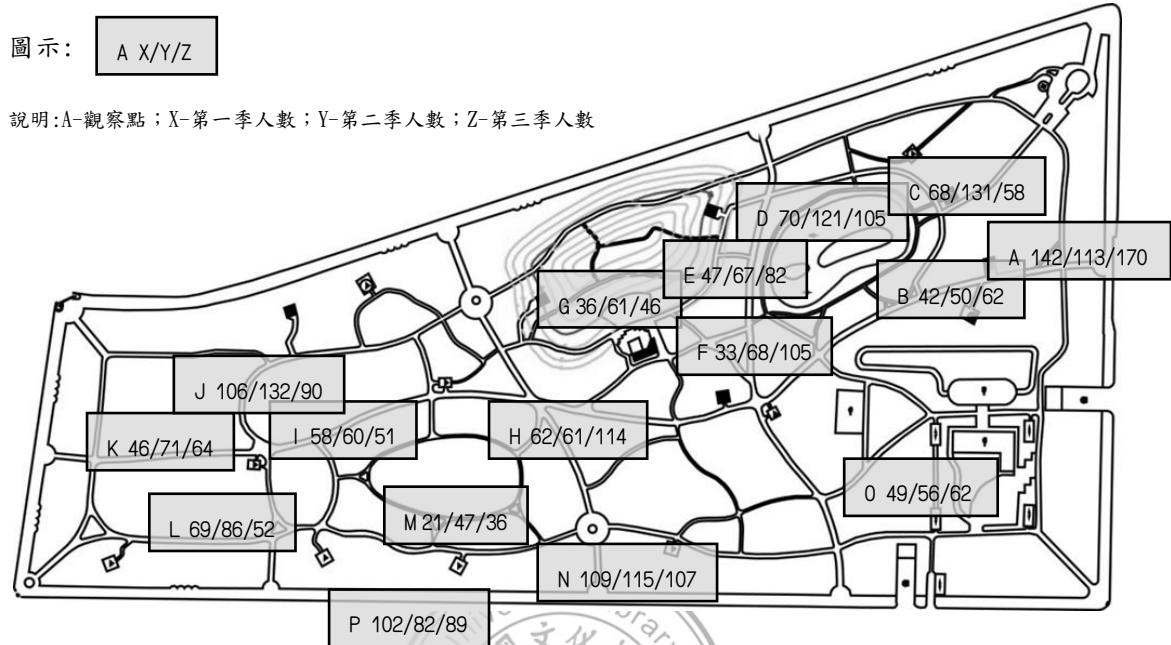 圖示:
A X/Y/Z
說明:A-觀察點；X-第一季人數；Y-第二季人數；Z-第三季人數
C 68/131/58
D 70/121/105
A 142/113/170
E 47/67/82
B 42/50/62
G 36/61/46
F 33/68/105
J 106/132/90
I 58/60/51
H 62/61/114
K 46/71/64
O 49/56/62
L 69/86/52
M 21/47/36
N 109/115/107
P 102/82/89